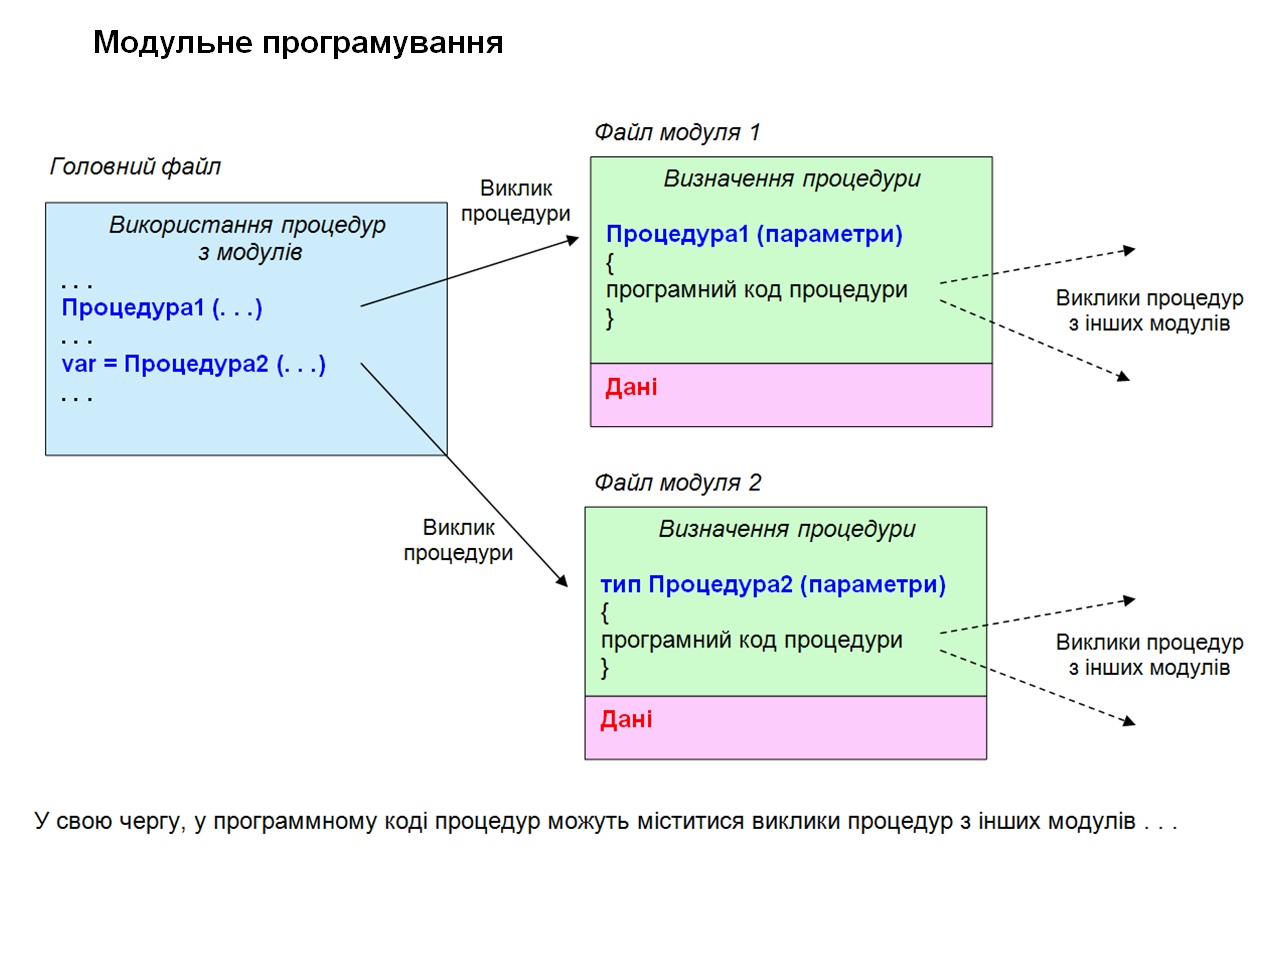 Модульне програмування
Головний файл
Використання процедур
з модулів
. . .
Процедура1 (. . .)
. . .
var = Процедура2 (. . .)
. . .
Виклик
процедури
Файл модуля 1
Визначення процедури
Процедура1 (параметри)
{
програмний код процедури
}
Дані
Виклики процедур
з інших модулів
Виклик
процедури
Файл модуля 2
Визначення процедури
тип Процедура2 (параметри)
{
програмний код процедури
}
Дані
Виклики процедур
з інших модулів
У свою чергу, у программному коді процедур можуть міститися виклики процедур з інших модулів . . .